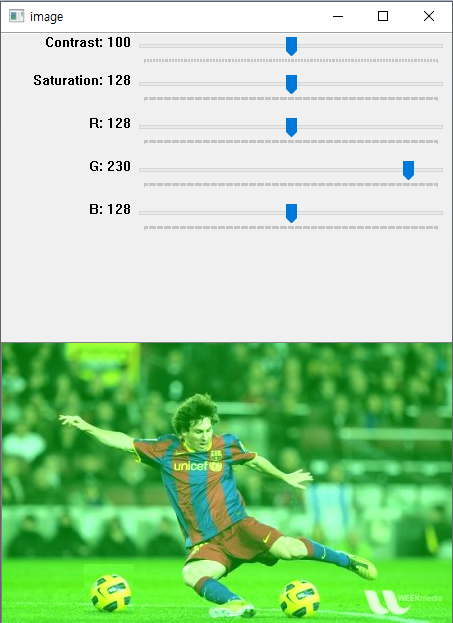 image
Contrast: 100
Saturation: 128
R: 128
G: 230
B: 128
unicef
WEEKmedia